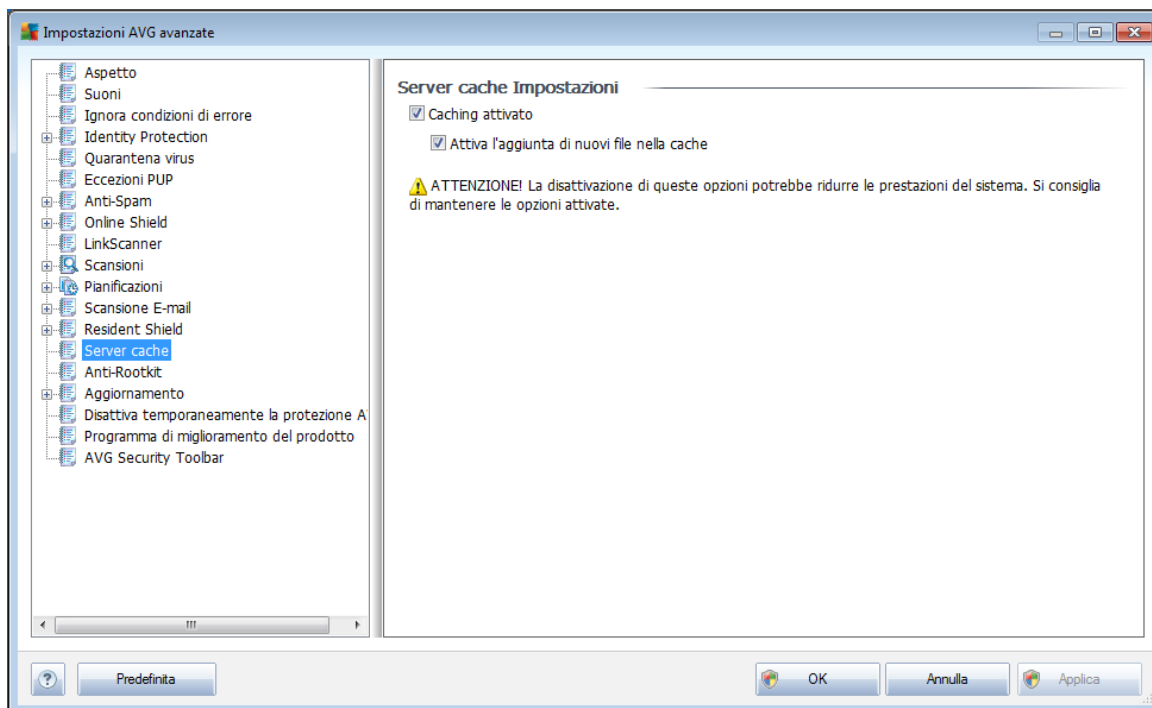 Impostazioni AVG avanzate
Aspetto
Suoni
Ignora condizioni di errore
Identity Protection
Quarantena virus
Eccezioni PUP
Anti-Spam
Online Shield
LinkScanner
Scansioni
Pianificazioni
Scansione E-mail
Resident Shield
Server cache
Anti-Rootkit
Aggiornamento
Disattiva temporaneamente la protezione A
Programma di miglioramento del prodotto
AVG Security Toolbar
Server cache Impostazioni
Caching attivato
Attiva l'aggiunta di nuovi file nella cache
ATTENZIONE! La disattivazione di queste opzioni potrebbe ridurre le prestazioni del sistema. Si consiglia
di mantenere le opzioni attivate.
?
Predefinita
OK
Annulla
Applica